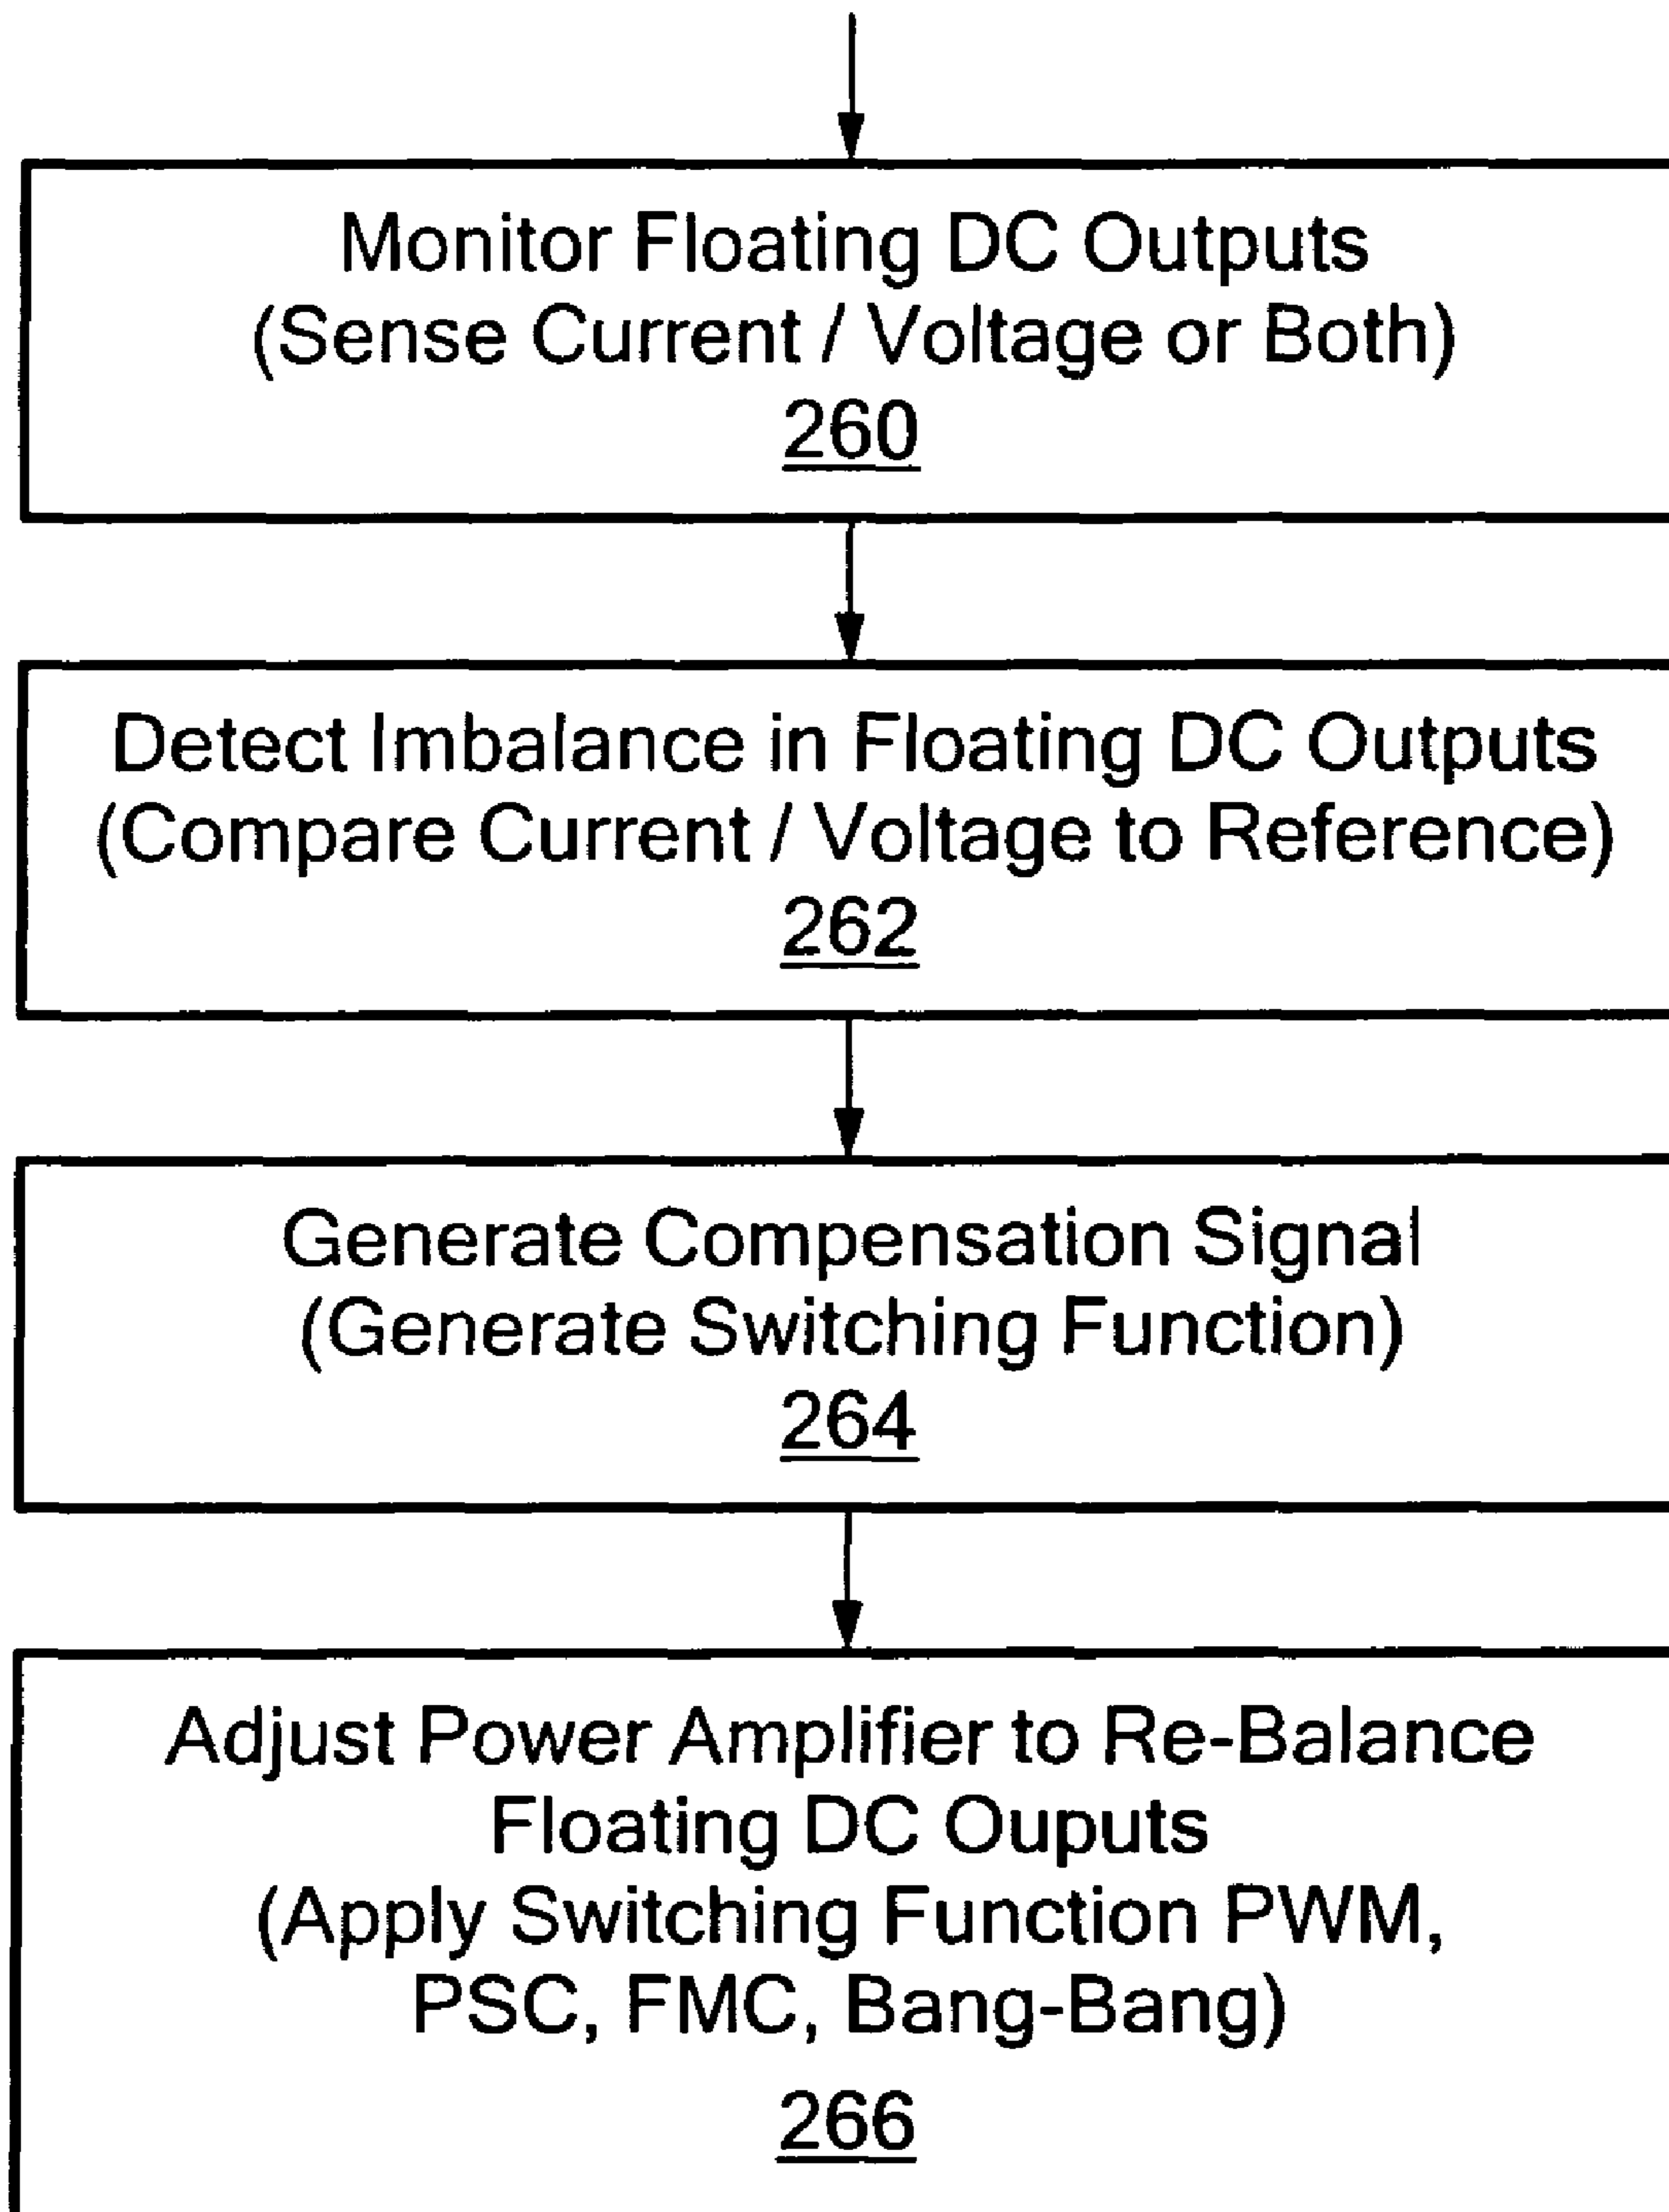 Monitor Floating DC Outputs
(Sense Current / Voltage or Both)
260
Detect Imbalance in Floating DC Outputs
(Compare Current / Voltage to Reference)
262
Generate Compensation Signal
(Generate Switching Function)
264
Adjust Power Amplifier to Re-Balance
Floating DC Ouputs
(Apply Switching Function PWM,
PSC, FMC, Bang-Bang)
266